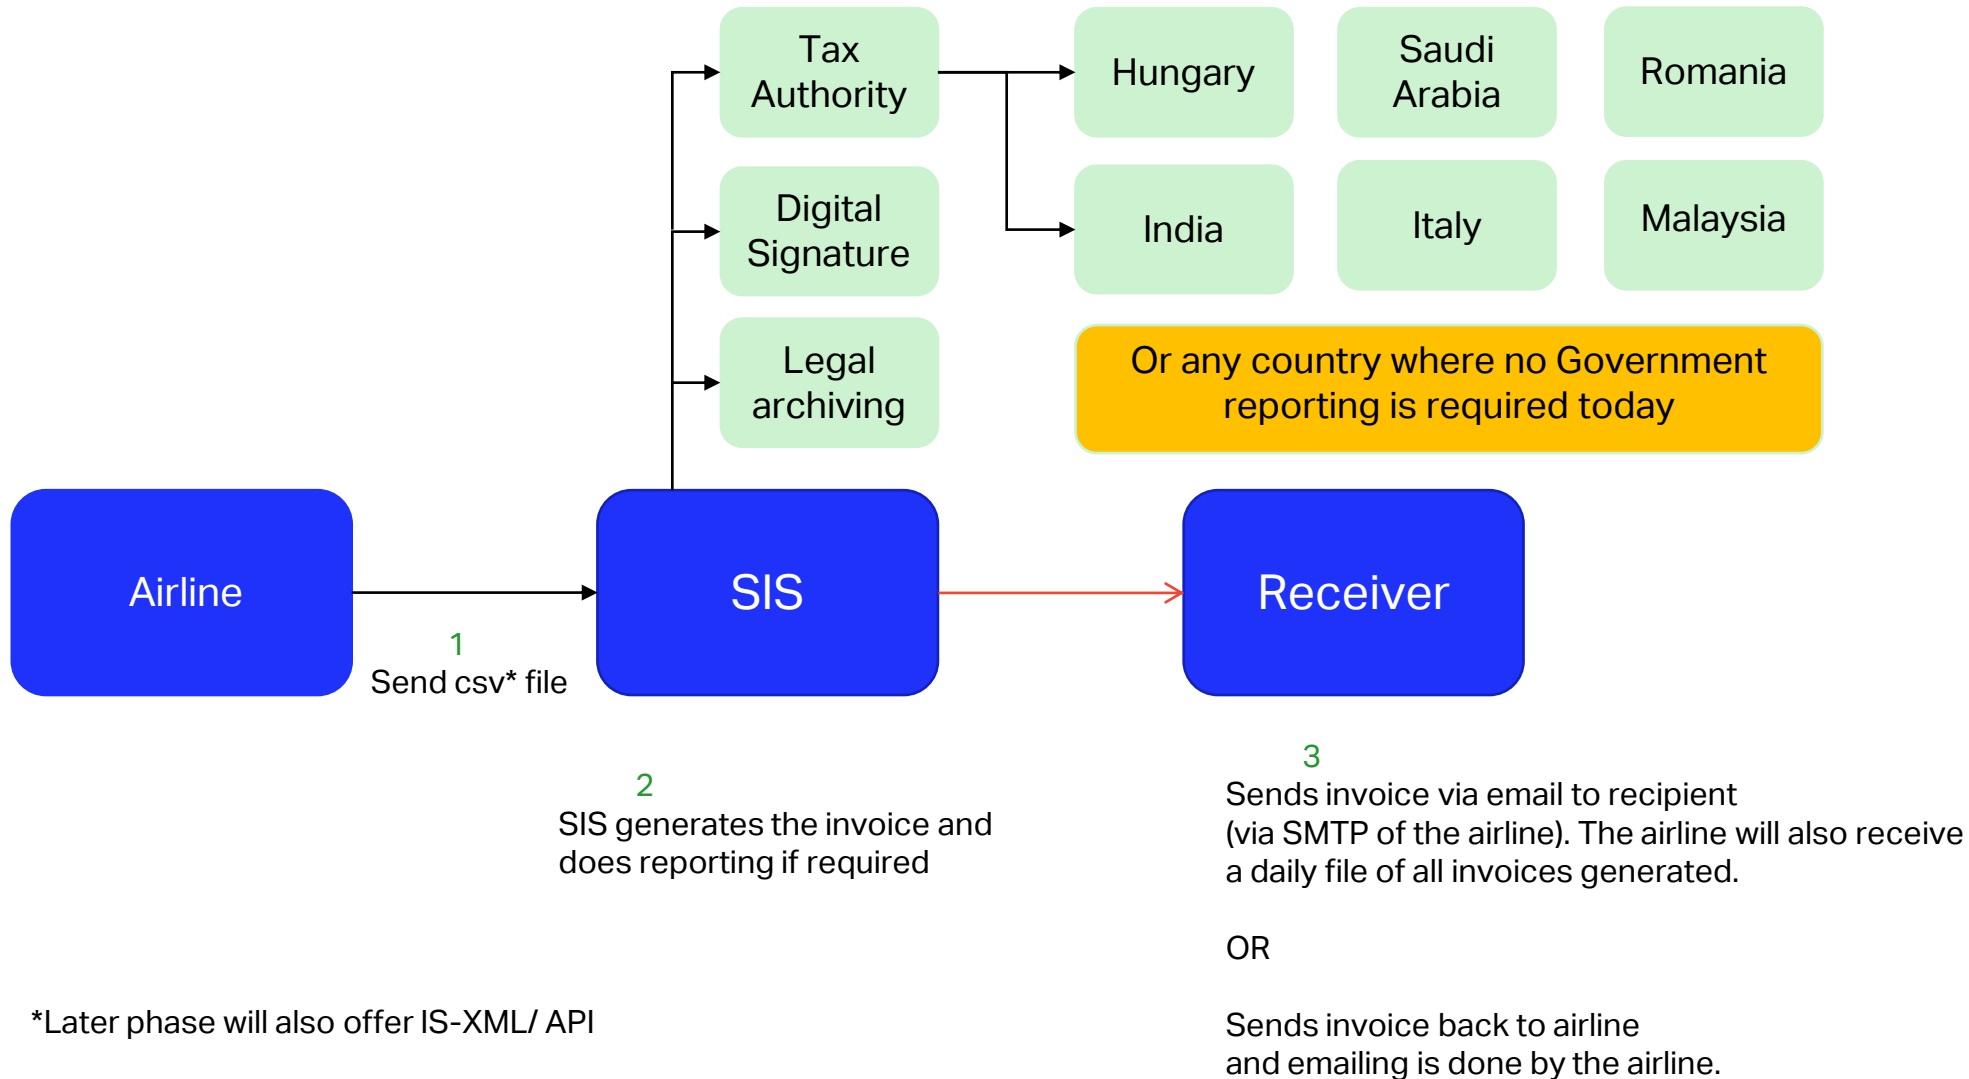 Tax
Authority
Hungary
Saudi
Arabia
Romania
Digital
Signature
India
Italy
Malaysia
Legal
archiving
Or any country where no Government
reporting is required today
Airline
SIS
Receiver
1
Send csv* file
2
SIS generates the invoice and
does reporting if required
3
Sends invoice via email to recipient
(via SMTP of the airline). The airline will also receive
a daily file of all invoices generated.
OR
Sends invoice back to airline
and emailing is done by the airline.
*Later phase will also offer IS-XML/ API